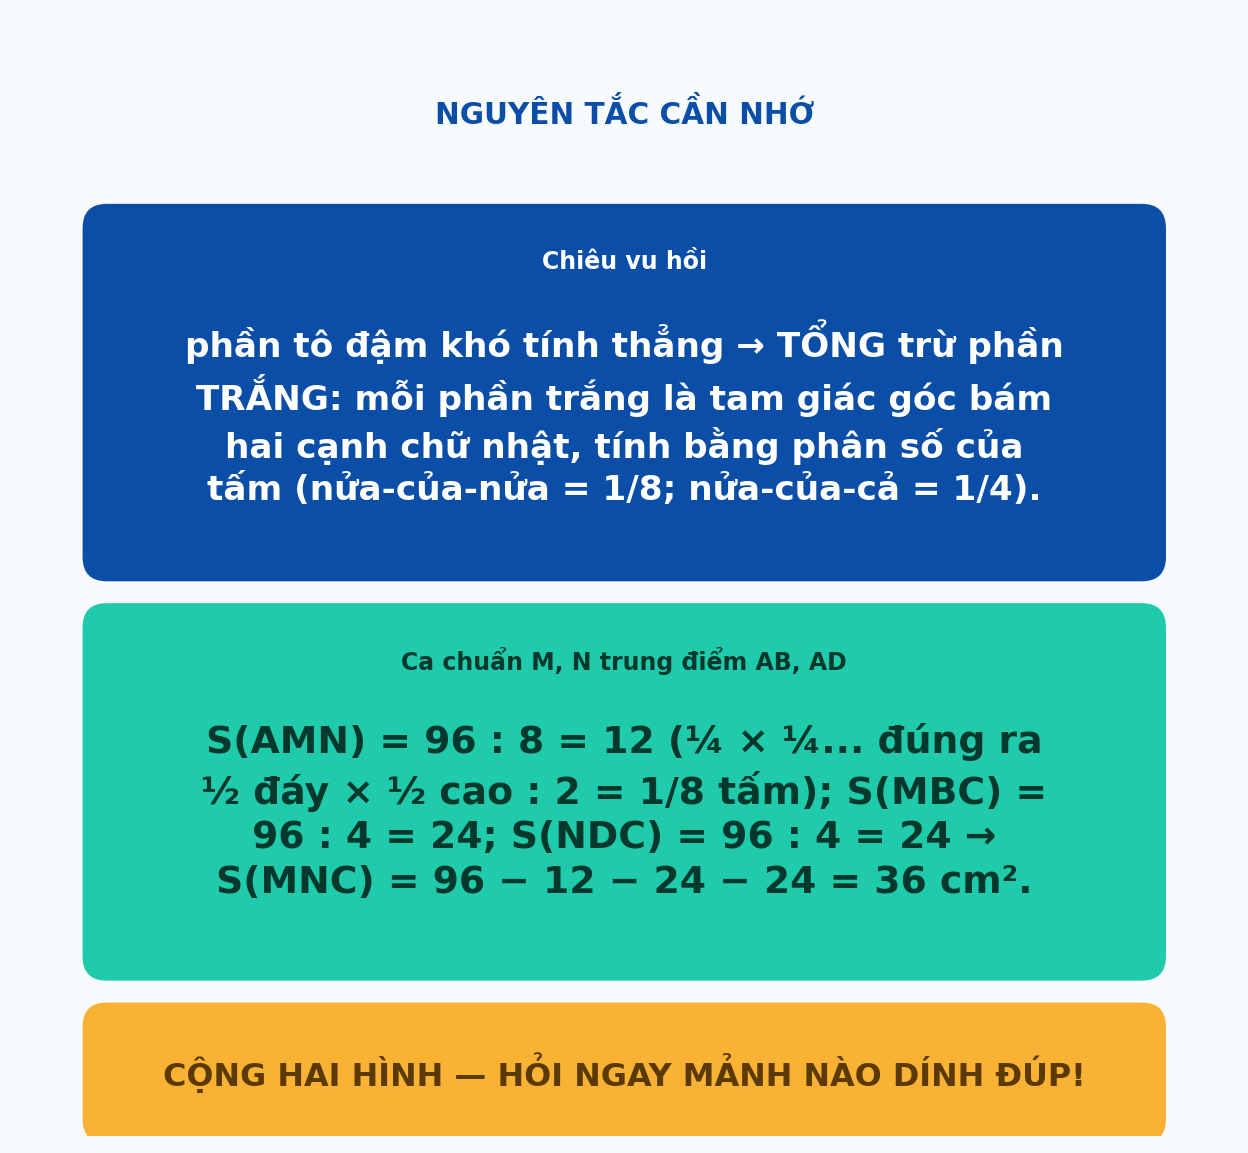 NGUYÊN TẮC CẦN NHỚ
Chiêu vu hồi
phần tô đậm khó tính thẳng → TỔNG trừ phần
TRẮNG: mỗi phần trắng là tam giác góc bám
hai cạnh chữ nhật, tính bằng phân số của
tấm (nửa-của-nửa = 1/8; nửa-của-cả = 1/4).
Ca chuẩn M, N trung điểm AB, AD
S(AMN) = 96 : 8 = 12 (¼ × ¼... đúng ra
½ đáy × ½ cao : 2 = 1/8 tấm); S(MBC) =
96 : 4 = 24; S(NDC) = 96 : 4 = 24 →
S(MNC) = 96 − 12 − 24 − 24 = 36 cm².
CỘNG HAI HÌNH — HỎI NGAY MẢNH NÀO DÍNH ĐÚP!